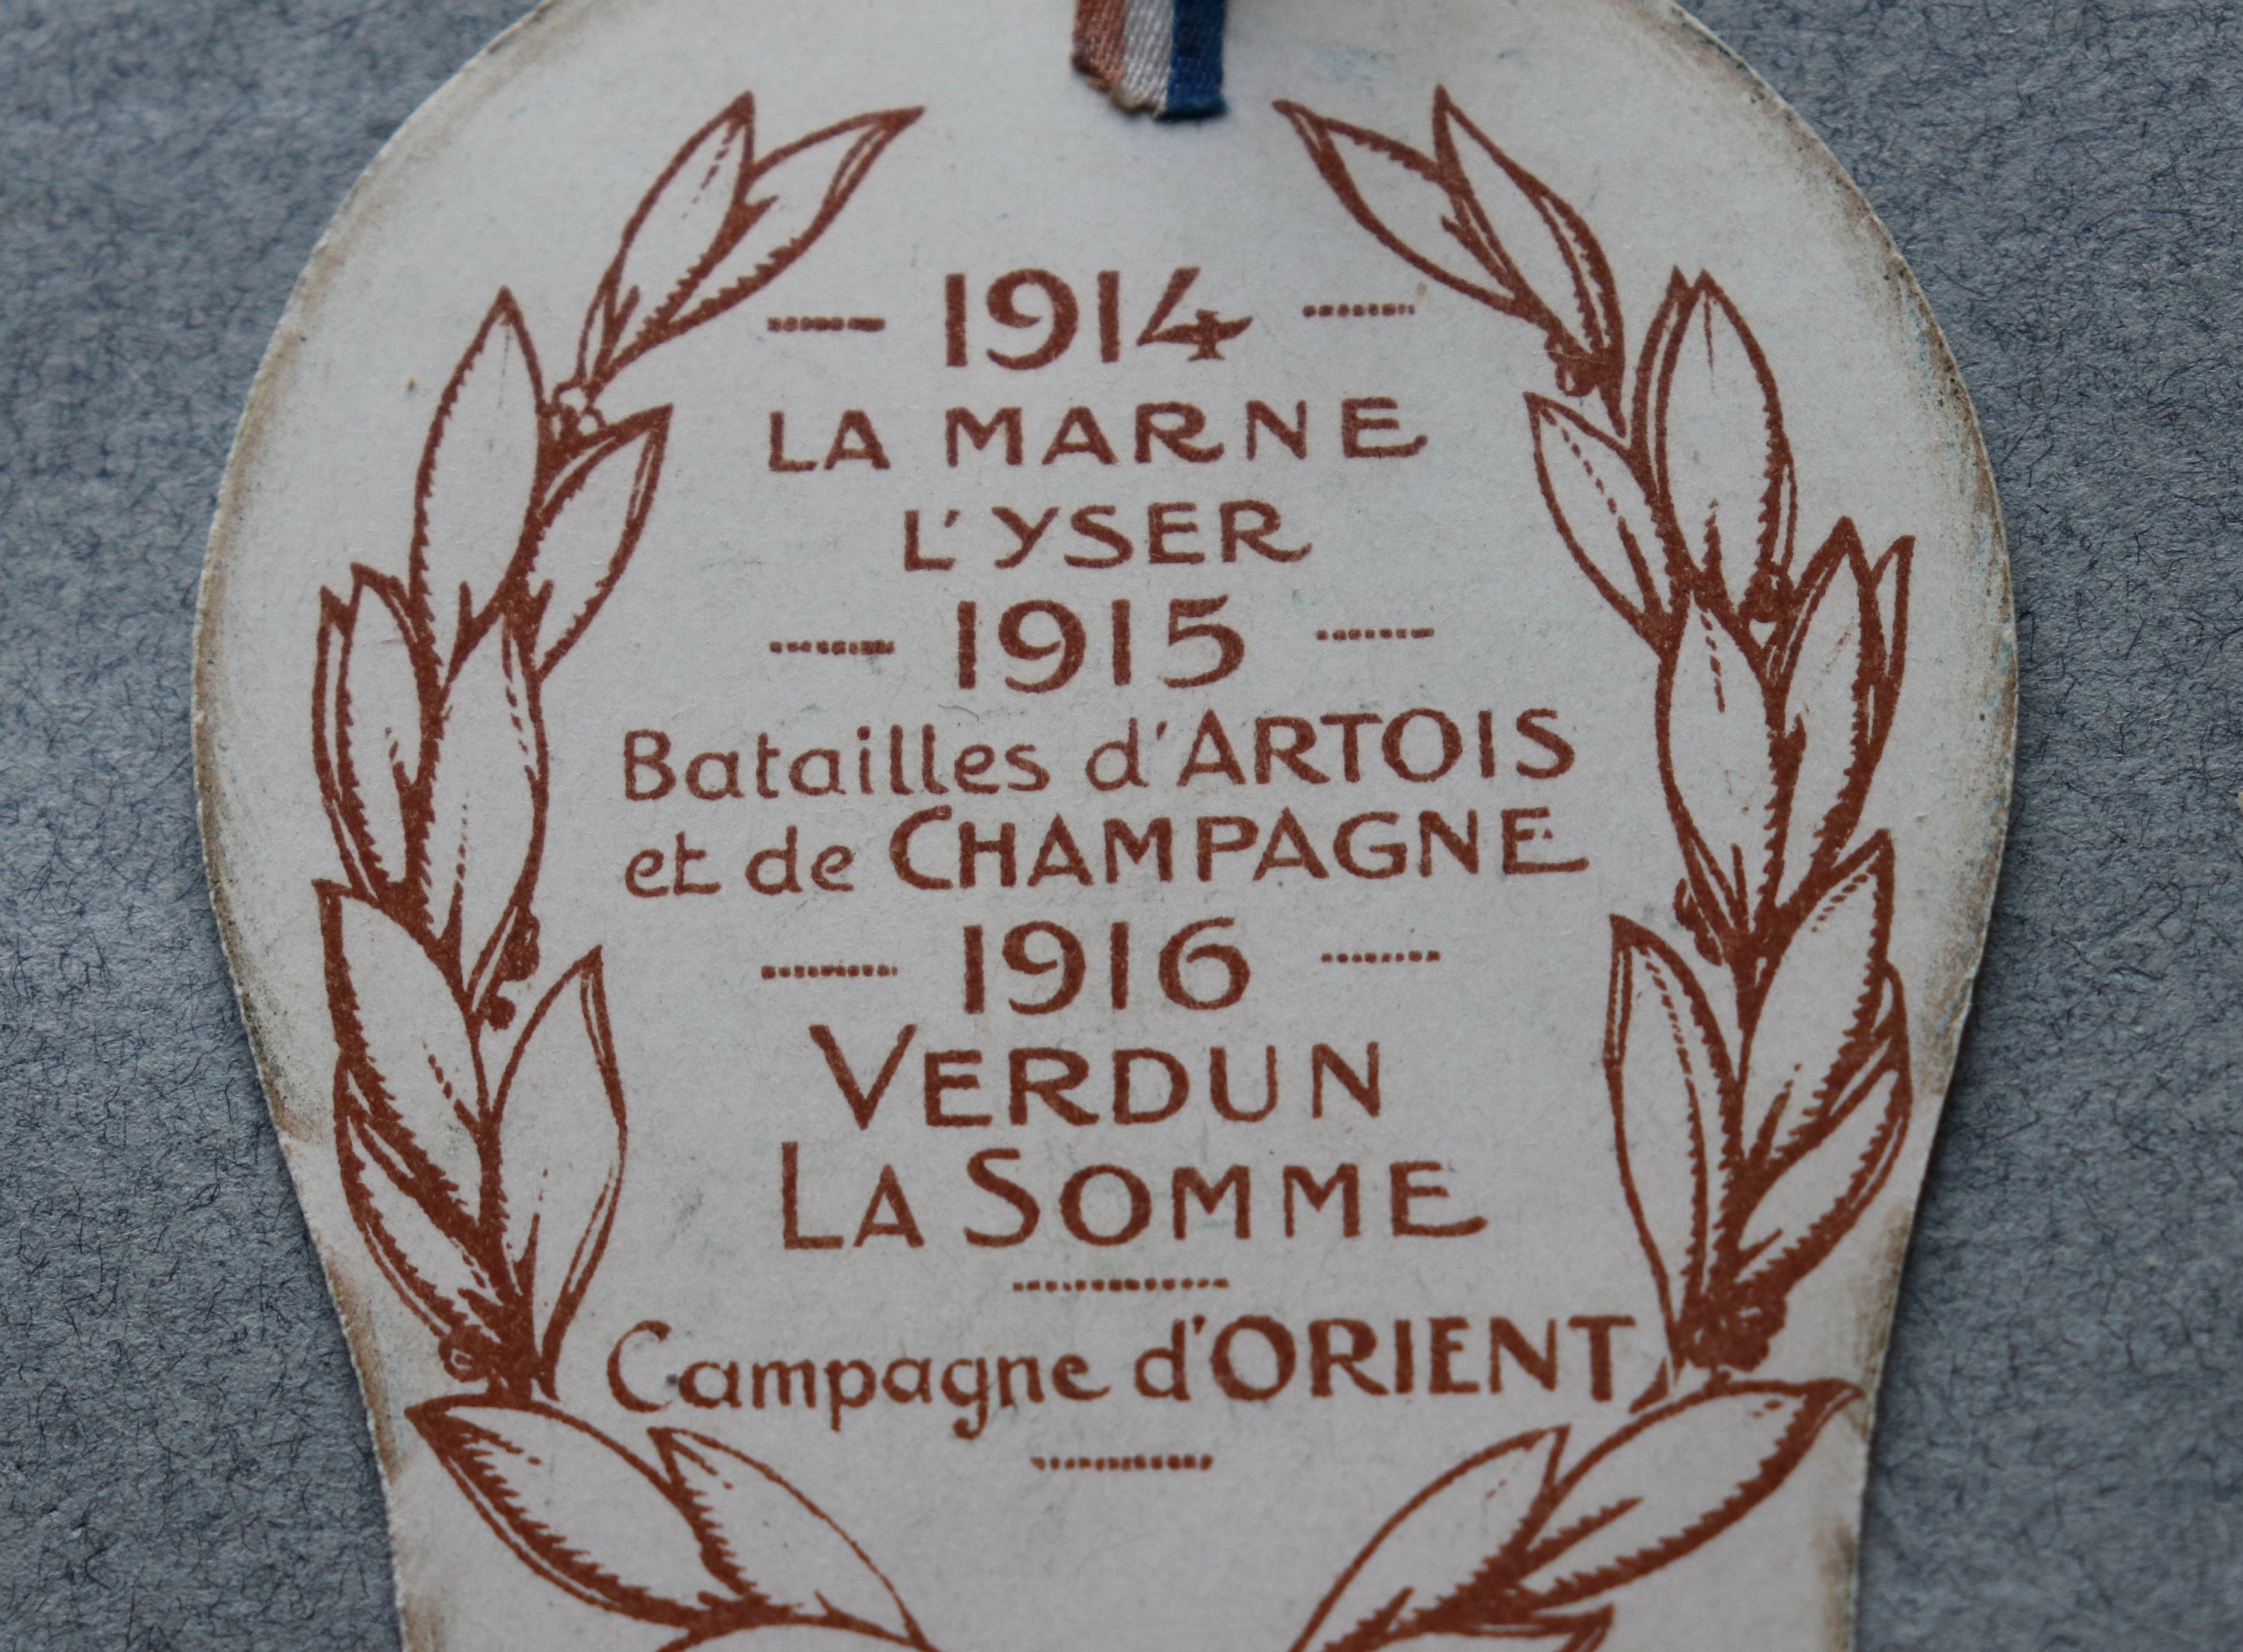 1914
LA MARNE
L'YSER
1915
Batailles d'ARTOIS
et de CHAMPAGNE
1916
VERDUN
LA SOMME
Campagne d'ORIENT